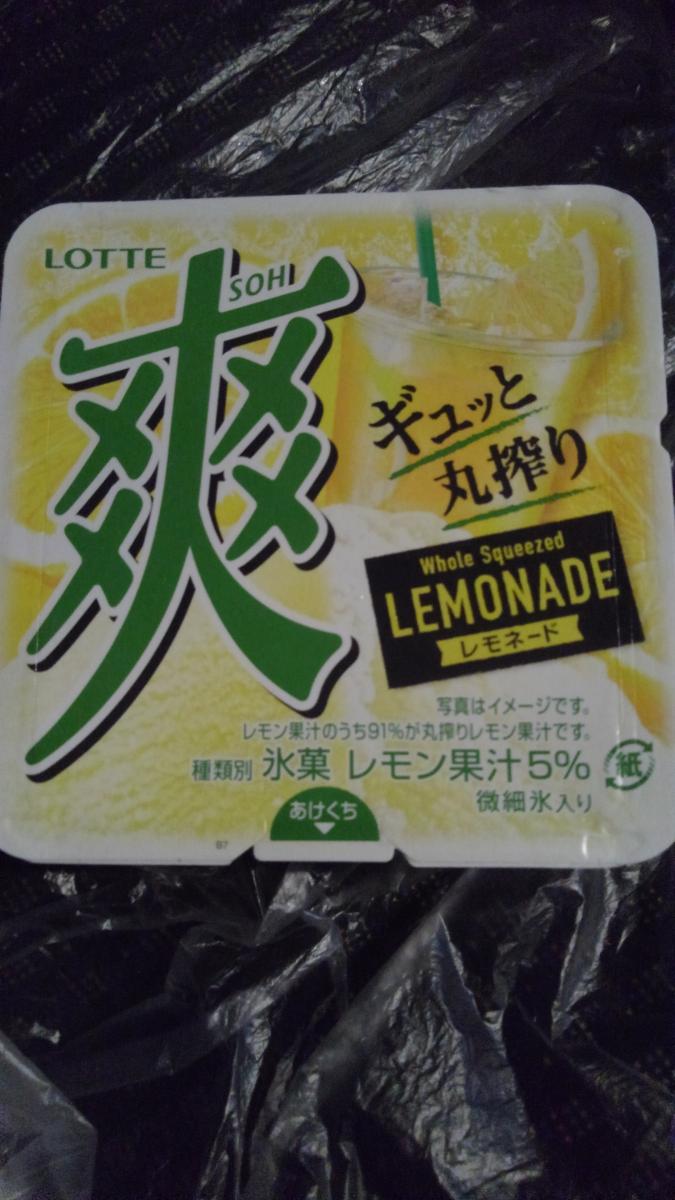 LOTTE
SOH
爽
ギュッと
丸搾り
Whole Squeezed
LEMONADE
レモネード
写真はイメージです。
レモン果汁のうち91%が丸搾りレモン果汁です。
種類別 氷菓 レモン果汁5%
紙
微細氷入り
あけくち
B7